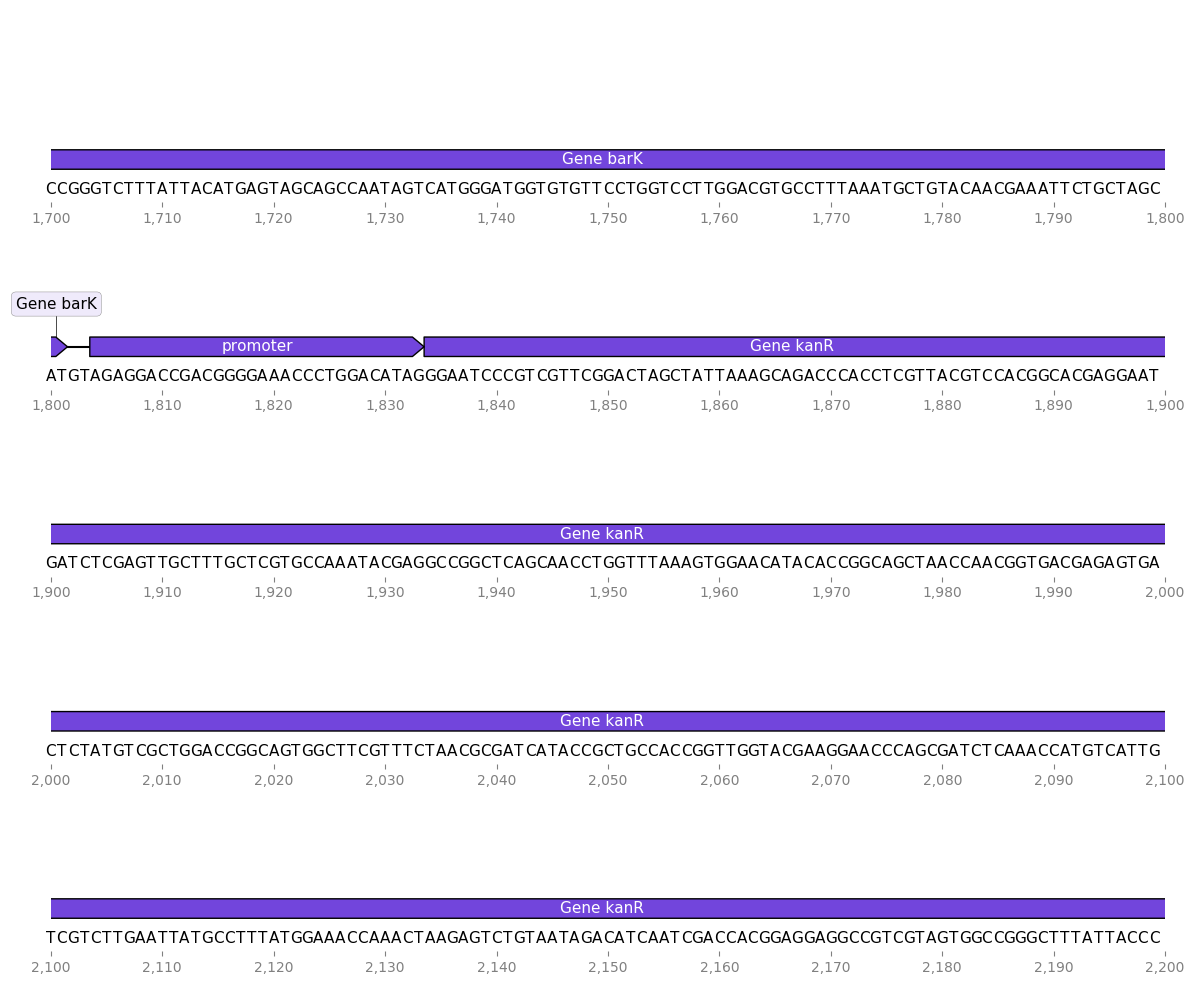 Gene barK
CCGGGTCTTTATTACATGAGTAGCAGCCAATAGTCATGGGATGGTGTGTTCCTGGTCCTTGGACGTGCCTTTAAATGCTGTACAACGAAATTCTGCTAGC
1,700 1,710 1,720 1,730 1,740 1,750 1,760 1,770 1,780 1,790 1,800
Gene barK
promoter Gene kanR
ATGTAGAGGACCGACGGGGAAACCCTGGACATAGGGAATCCCGTCGTTCGGACTAGCTATTAAAGCAGACCCACCTCGTTACGTCCACGGCACGAGGAAT
1,800 1,810 1,820 1,830 1,840 1,850 1,860 1,870 1,880 1,890 1,900
Gene kanR
GATCTCGAGTTGCTTTGCTCGTGCCAAATACGAGGCCGGCTCAGCAACCTGGTTTAAAGTGGAACATACACCGGCAGCTAACCAACGGTGACGAGAGTGA
1,900 1,910 1,920 1,930 1,940 1,950 1,960 1,970 1,980 1,990 2,000
Gene kanR
CTCTATGTCGCTGGACCGGCAGTGGCTTCGTTTCTAACGCGATCATACCGCTGCCACCGGTTGGTACGAAGGAACCCAGCGATCTCAAACCATGTCATTG
2,000 2,010 2,020 2,030 2,040 2,050 2,060 2,070 2,080 2,090 2,100
Gene kanR
TCGTCTTGAATTATGCCTTTATGGAAACCAAACTAAGAGTCTGTAATAGACATCAATCGACCACGGAGGAGGCCGTCGTAGTGGCCGGGCTTTATTACCC
2,100 2,110 2,120 2,130 2,140 2,150 2,160 2,170 2,180 2,190 2,200